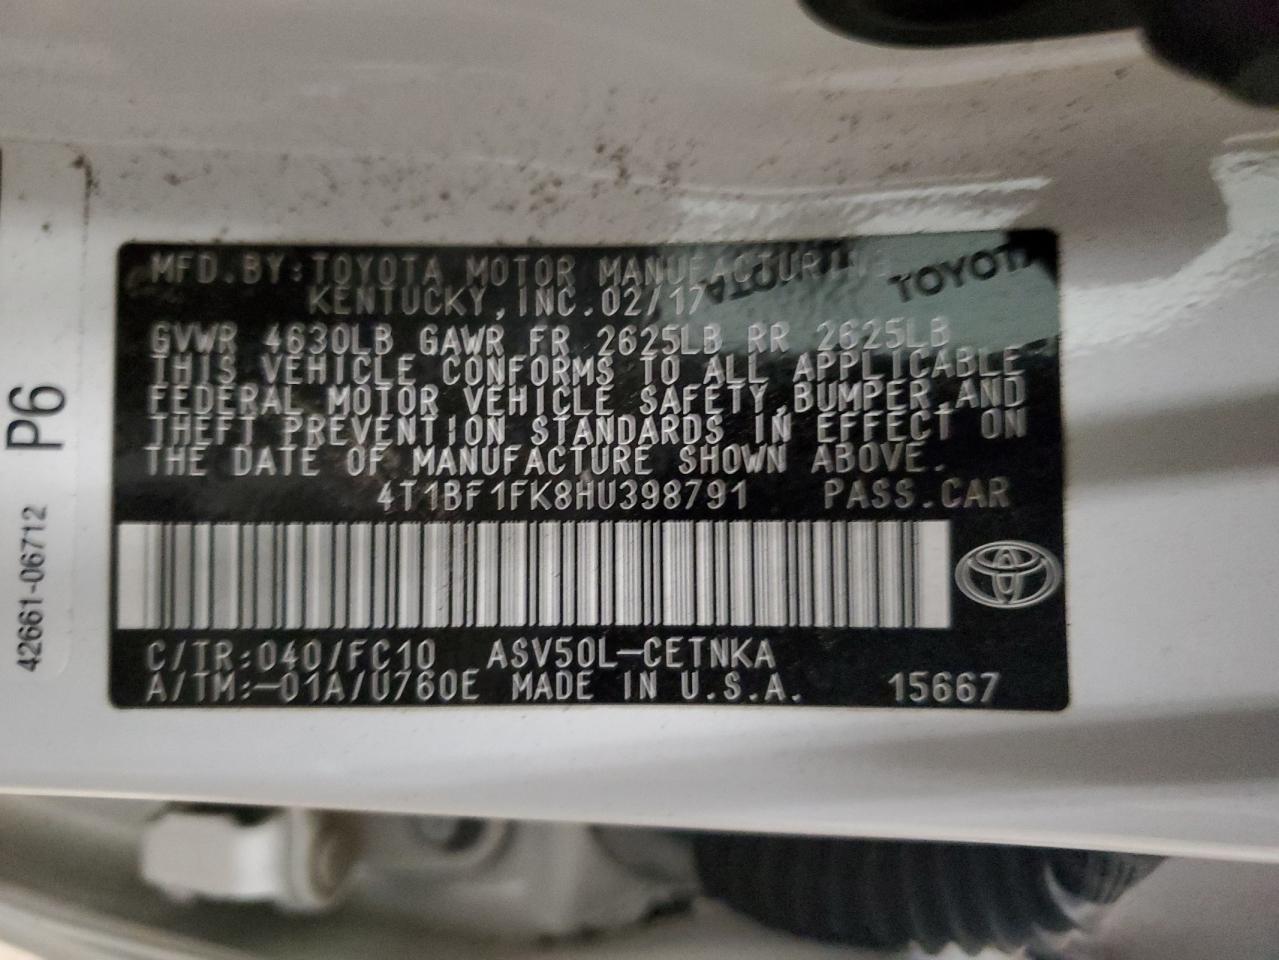 MFD.BY:TOYOTA MOTOR MANUFACTURING
KENTUCKY,INC.02/17
GVWR 4630LB GAWR FR 2625LB RR 2625LB
THIS VEHICLE CONFORMS TO ALL APPLICABLE
FEDERAL MOTOR VEHICLE SAFETY,BUMPER,AND
THEFT PREVENTION STANDARDS IN EFFECT ON
THE DATE OF MANUFACTURE SHOWN ABOVE.
4T1BF1FK8HU398791 PASS.CAR
C/TR:040/FC10 ASV50L-CETNKA
A/TM:-01A/U760E MADE IN U.S.A. 15667
TOYOTA
TOYOTA
42661-06712 P6